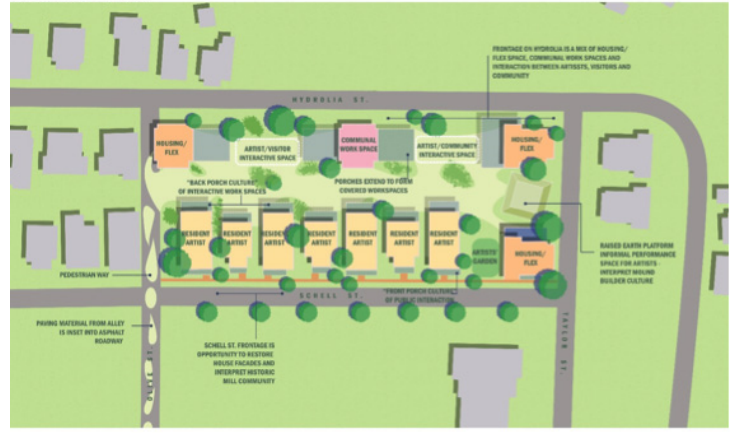 FRONTAGE ON HYDROLIA IS A MIX OF HOUSING/
FLEX SPACE, COMMUNAL WORK SPACES AND
INTERACTION BETWEEN ARTISTS, VISITORS AND
COMMUNITY
HYDROLIA ST.
HOUSING/
FLEX
ARTIST/VISITER
INTERACTIVE SPACE
COMMUNAL
WORK SPACE
ARTIST/COMMUNITY
INTERACTIVE SPACE
HOUSING/
FLEX
"BACK PORCH CULTURE"
OF INTERACTIVE WORK SPACES
PORCHES EXTEND TO FORM
COVERED WORKSPACES
RESIDENT
ARTIST
RESIDENT
ARTIST
RESIDENT
ARTIST
RESIDENT
ARTIST
RESIDENT
ARTIST
RESIDENT
ARTIST
RESIDENT
ARTIST
ARTISTS'
GARDEN
HOUSING/
FLEX
RAISED EARTH PLATFORM
INFORMAL PERFORMANCE
SPACE FOR ARTISTS -
INTERPRET MOUND
BUILDER CULTURE
PEDESTRIAN WAY
"FRONT PORCH CULTURE"
OF PUBLIC INTERACTION
SCHELL ST.
PAVING MATERIAL FROM ALLEY
IS INSET INTO ASPHALT
ROADWAY
SCHELL ST. FRONTAGE IS
OPPORTUNITY TO RESTORE
HOUSE FACADES AND
INTERPRET HISTORIC
MILL COMMUNITY
TAYLOR ST.